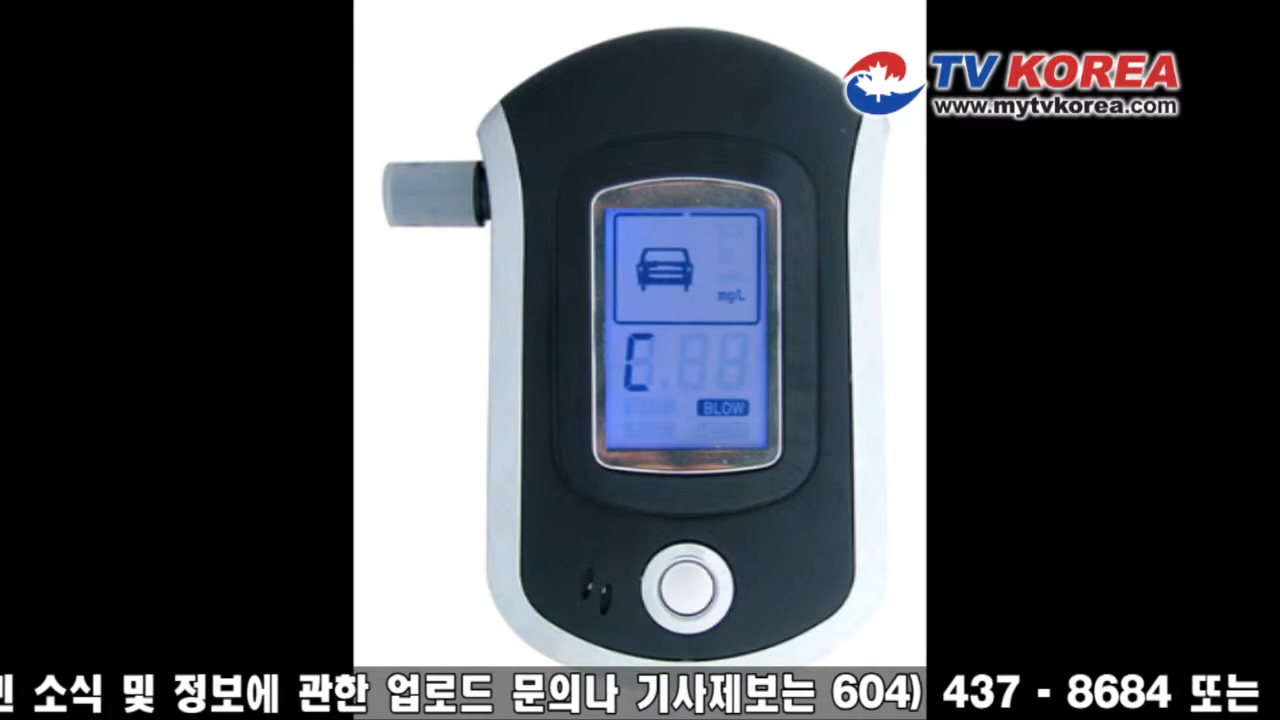 TV KOREA
www.mytvkorea.com
mg/L
BLOW
소식 및 정보에 관한 업로드 문의나 기사제보는 604) 437 - 8684 또는